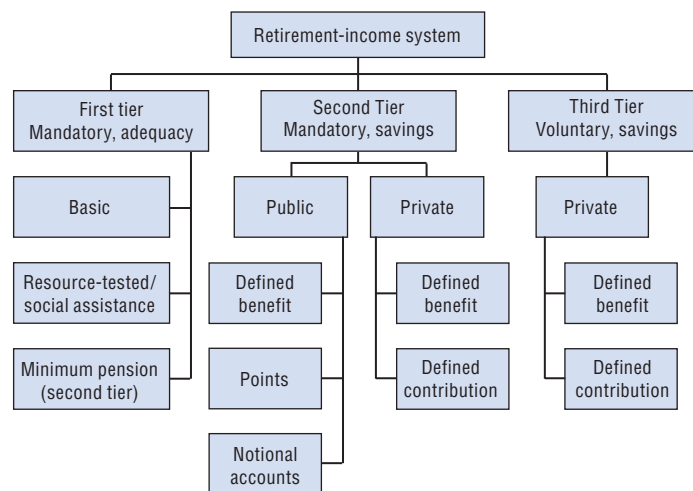 Retirement-income system
First tier
Mandatory, adequacy
Second Tier
Mandatory, savings
Third Tier
Voluntary, savings
Basic
Public
Private
Private
Resource-tested/
social assistance
Defined
benefit
Defined
benefit
Defined
benefit
Minimum pension
(second tier)
Points
Defined
contribution
Defined
contribution
Notional
accounts